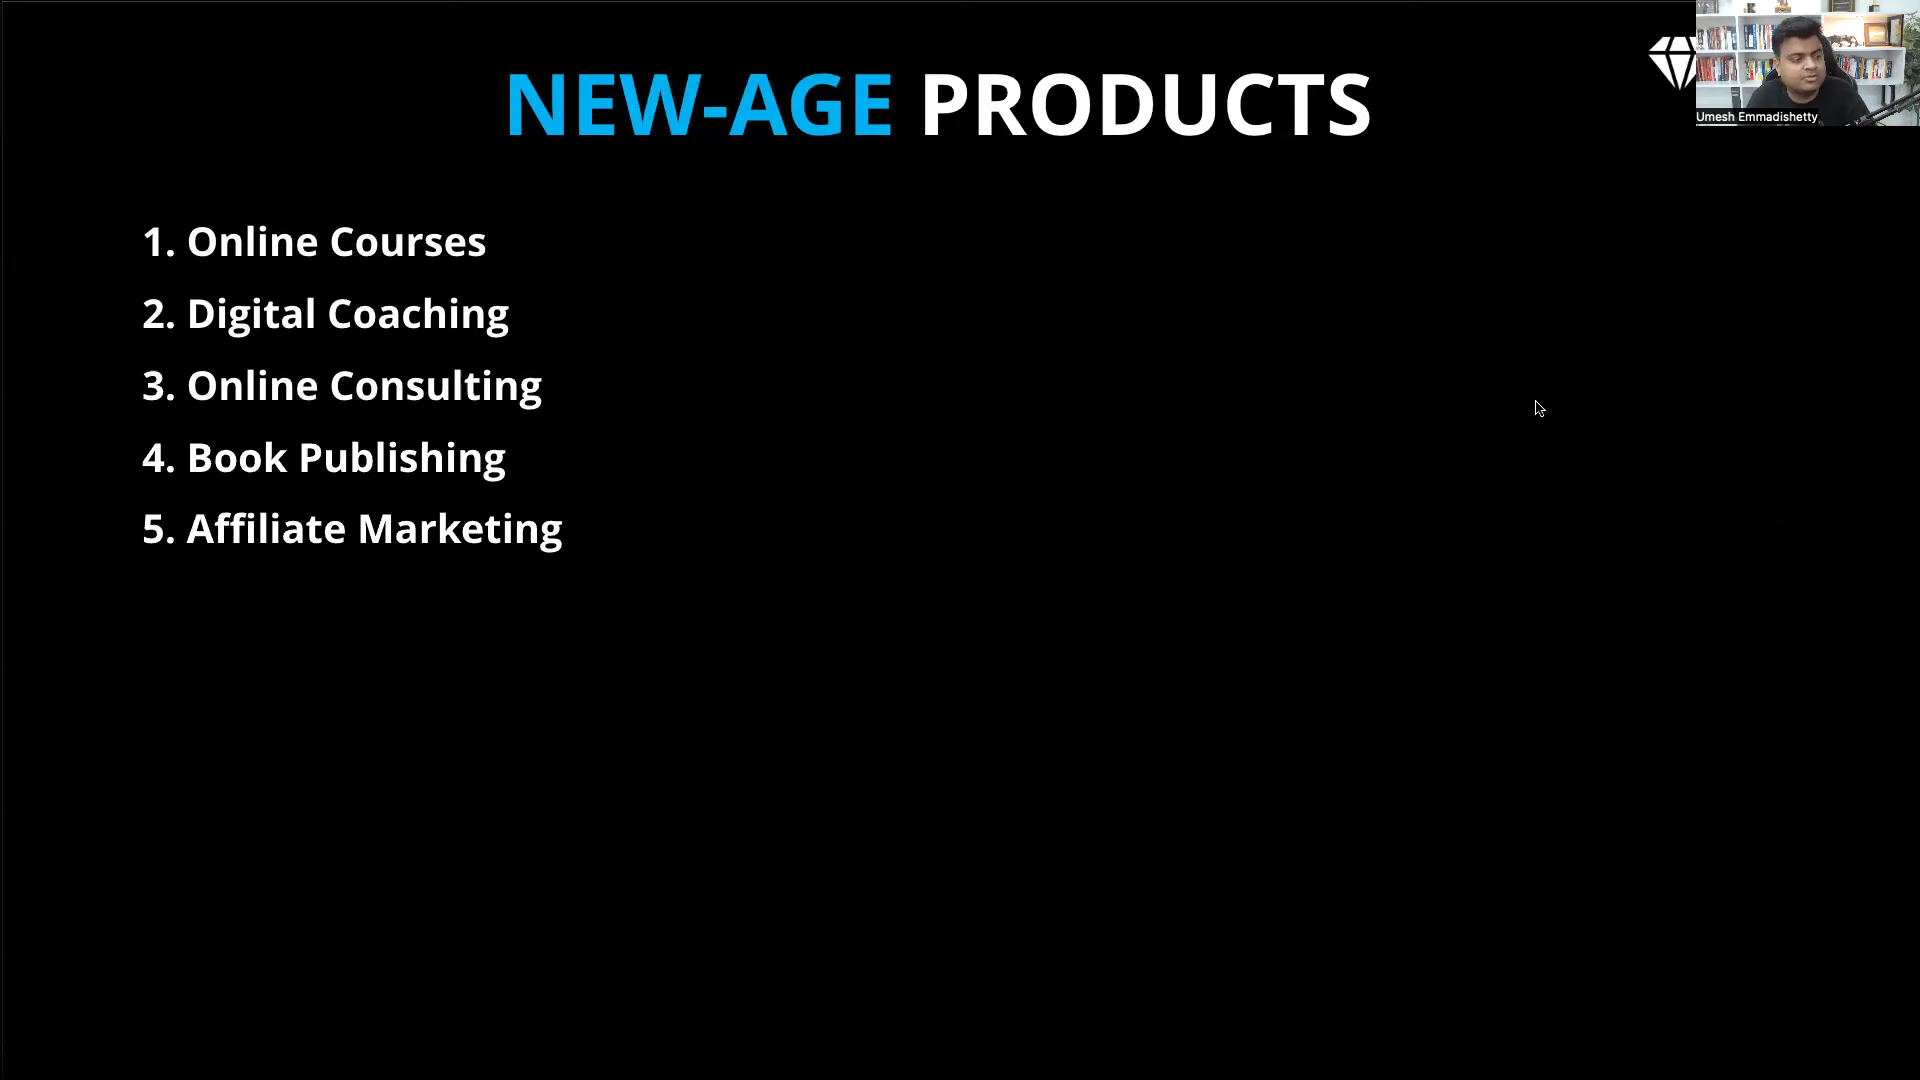 NEW-AGE PRODUCTS
Umesh Emmadishetty
1. Online Courses
2. Digital Coaching
3. Online Consulting
4. Book Publishing
5. Affiliate Marketing